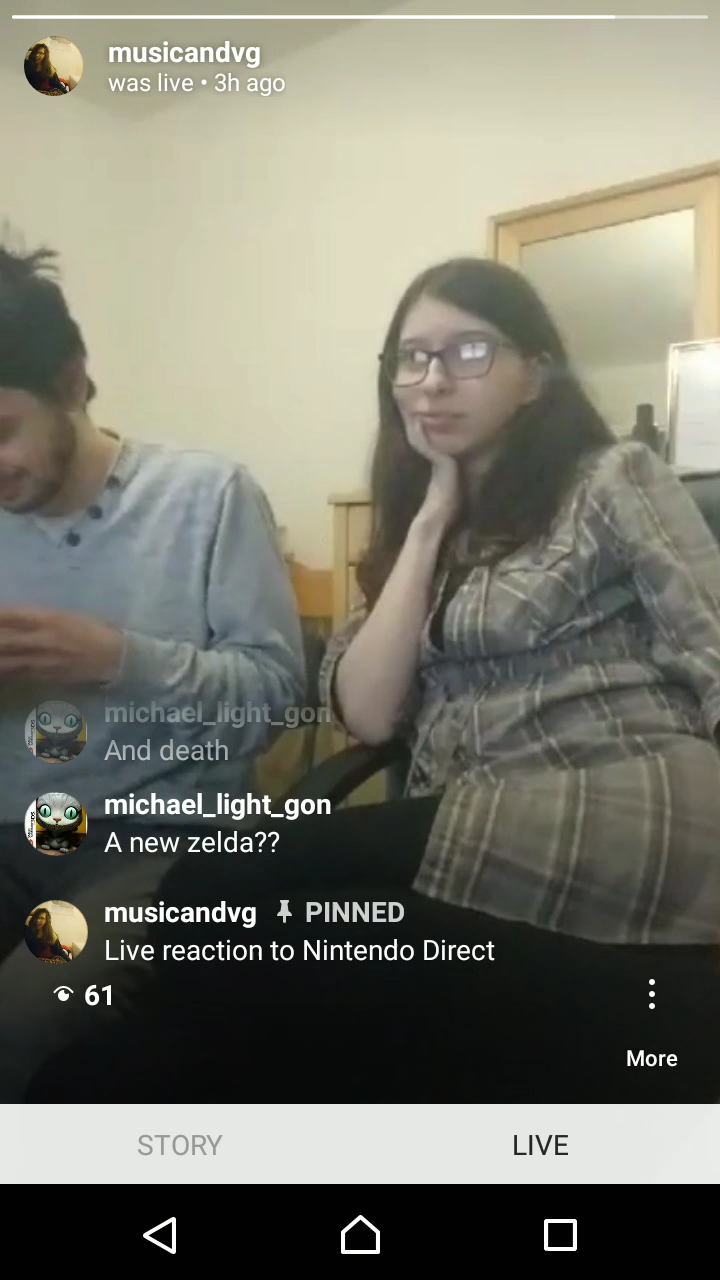 musicandvg
was live • 3h ago
michael_light_gon
And death
michael_light_gon
A new zelda??
musicandvg PINNED
Live reaction to Nintendo Direct
61
More
STORY LIVE